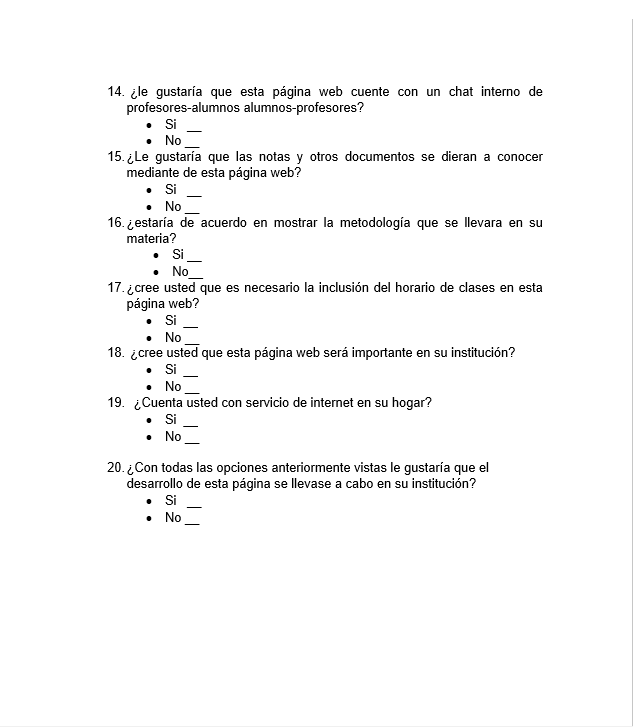 14. ¿le gustaría que esta página web cuente con un chat interno de
profesores-alumnos alumnos-profesores?
• Si __
• No __
15. ¿Le gustaría que las notas y otros documentos se dieran a conocer
mediante de esta página web?
• Si __
• No __
16. ¿estaría de acuerdo en mostrar la metodología que se llevara en su
materia?
• Si __
• No__
17. ¿cree usted que es necesario la inclusión del horario de clases en esta
página web?
• Si __
• No __
18. ¿cree usted que esta página web será importante en su institución?
• Si __
• No __
19. ¿Cuenta usted con servicio de internet en su hogar?
• Si __
• No __
20. ¿Con todas las opciones anteriormente vistas le gustaría que el
desarrollo de esta página se llevase a cabo en su institución?
• Si __
• No __